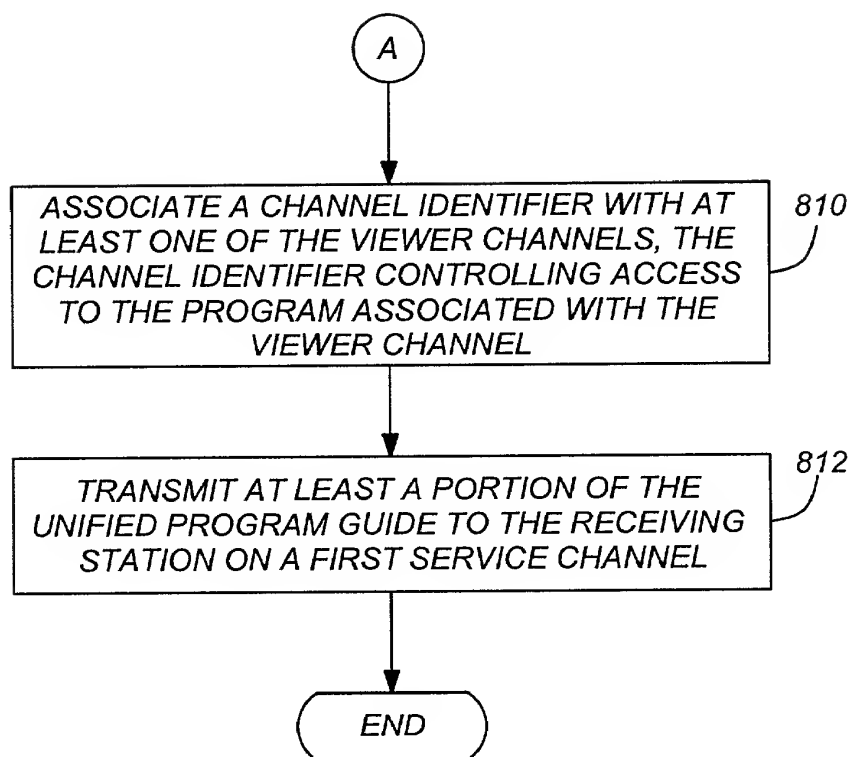 A
ASSOCIATE A CHANNEL IDENTIFIER WITH AT
LEAST ONE OF THE VIEWER CHANNELS, THE
CHANNEL IDENTIFIER CONTROLLING ACCESS
TO THE PROGRAM ASSOCIATED WITH THE
VIEWER CHANNEL
810
TRANSMIT AT LEAST A PORTION OF THE
UNIFIED PROGRAM GUIDE TO THE RECEIVING
STATION ON A FIRST SERVICE CHANNEL
812
END